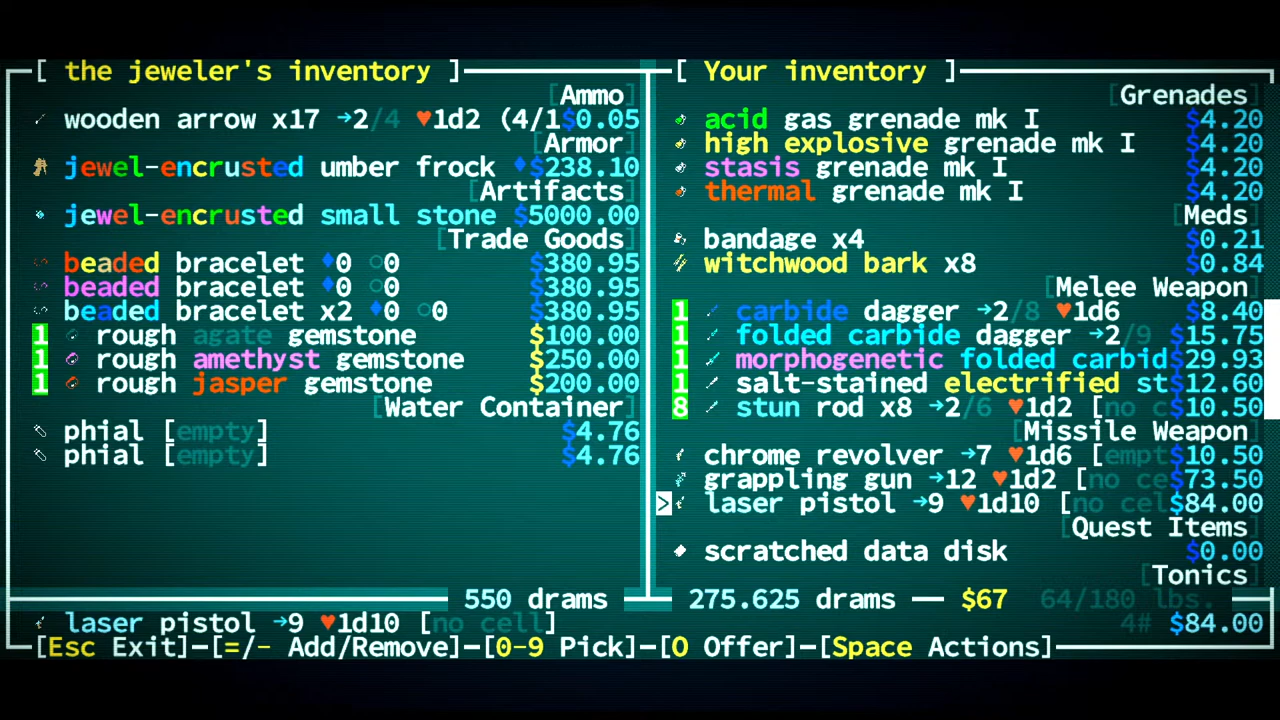 [ the jeweler's inventory ]
[Ammo]
wooden arrow x17 →2/4 ♥1d2 (4/1$0.05
[Armor]
jewel-encrusted umber frock ♦$238.10
[Artifacts]
jewel-encrusted small stone $5000.00
[Trade Goods]
beaded bracelet ♦0 ○0 $380.95
beaded bracelet ♦0 ○0 $380.95
beaded bracelet x2 ♦0 ○0 $380.95
1 rough agate gemstone $100.00
1 rough amethyst gemstone $250.00
1 rough jasper gemstone $200.00
[Water Container]
phial [empty] $4.76
phial [empty] $4.76
550 drams
[ Your inventory ]
[Grenades]
acid gas grenade mk I $4.20
high explosive grenade mk I $4.20
stasis grenade mk I $4.20
thermal grenade mk I $4.20
[Meds]
bandage x4 $0.21
witchwood bark x8 $0.84
[Melee Weapon]
1 carbide dagger →2/8 ♥1d6 $8.40
1 folded carbide dagger →2/9 $15.75
1 morphogenetic folded carbid$29.93
1 salt-stained electrified st$12.60
8 stun rod x8 →2/6 ♥1d2 [no c$10.50
[Missile Weapon]
chrome revolver →7 ♥1d6 [empt$10.50
grappling gun →12 ♥1d2 [no ce$73.50
> laser pistol →9 ♥1d10 [no cel$84.00
[Quest Items]
scratched data disk $0.00
[Tonics]
275.625 drams — $67 64/180 lbs.
laser pistol →9 ♥1d10 [no cell] 4# $84.00
[Esc Exit]—[=/- Add/Remove]—[0-9 Pick]—[O Offer]—[Space Actions]